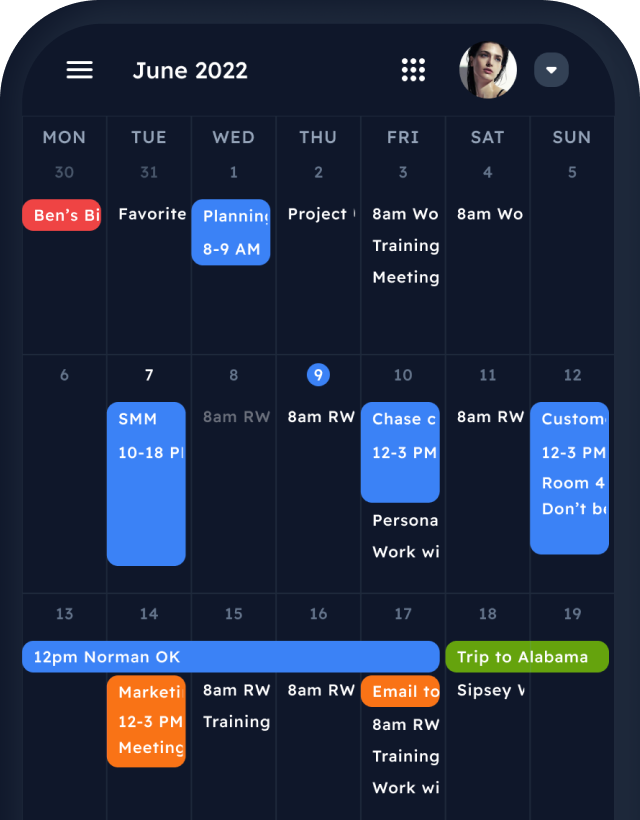 June 2022
MON TUE WED THU FRI SAT SUN
30 31 1 2 3 4 5
Ben’s Bi
Favorite
Planning
8-9 AM
Project
8am Wo
Training
Meeting
8am Wo
6 7 8 9 10 11 12
SMM
10-18 P
8am RW
8am RW
Chase c
12-3 PM
Persona
Work wi
8am RW
Custom
12-3 PM
Room 4
Don’t be
13 14 15 16 17 18 19
12pm Norman OK
Trip to Alabama
Marketi
12-3 PM
Meeting
8am RW
Training
8am RW
Email to
8am RW
Training
Work wi
Sipsey